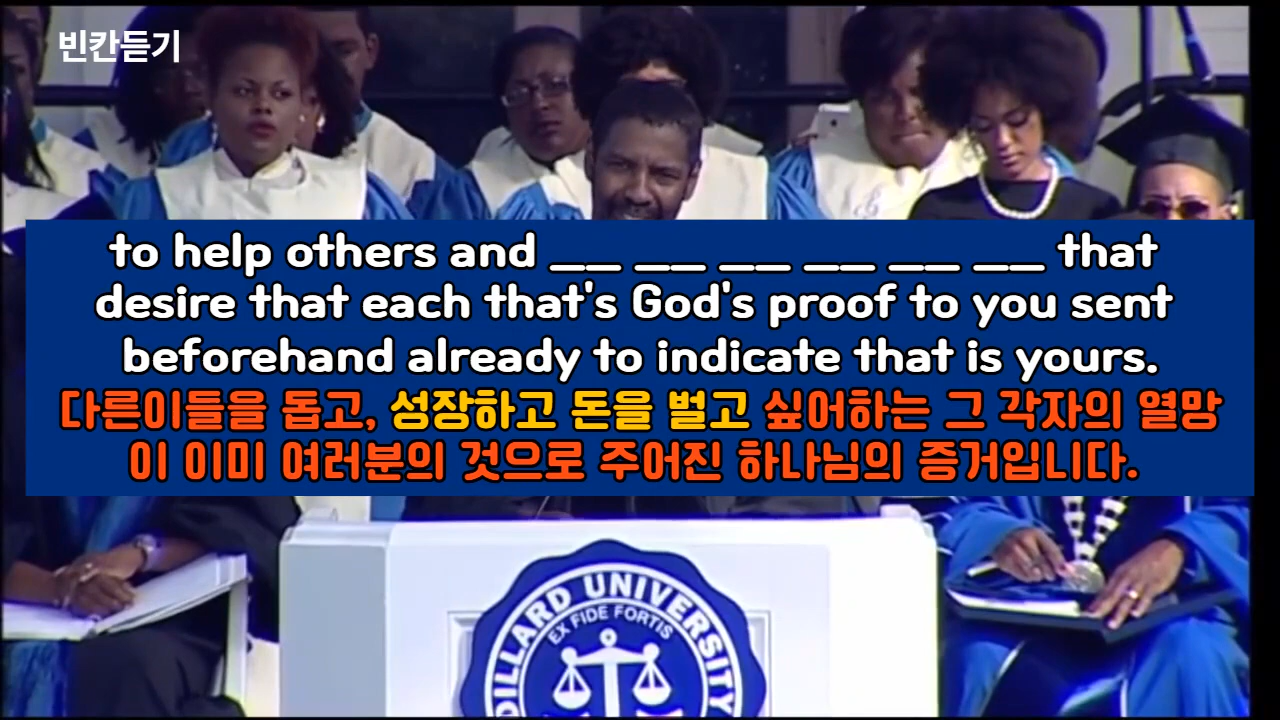 빈칸듣기
to help others and __ __ __ __ __ __ that
desire that each that's God's proof to you sent
beforehand already to indicate that is yours.
다른이들을 돕고, 성장하고 돈을 벌고 싶어하는 그 각자의 열망
이 이미 여러분의 것으로 주어진 하나님의 증거입니다.
DILLARD UNIVERSITY
EX FIDE FORTIS